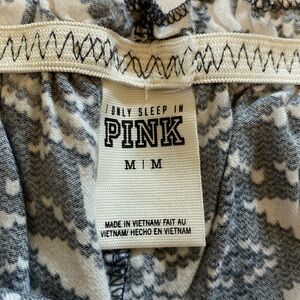 I ONLY SLEEP IN
PINK
M | M
MADE IN VIETNAM/ FAIT AU
VIETNAM/ HECHO EN VIETNAM